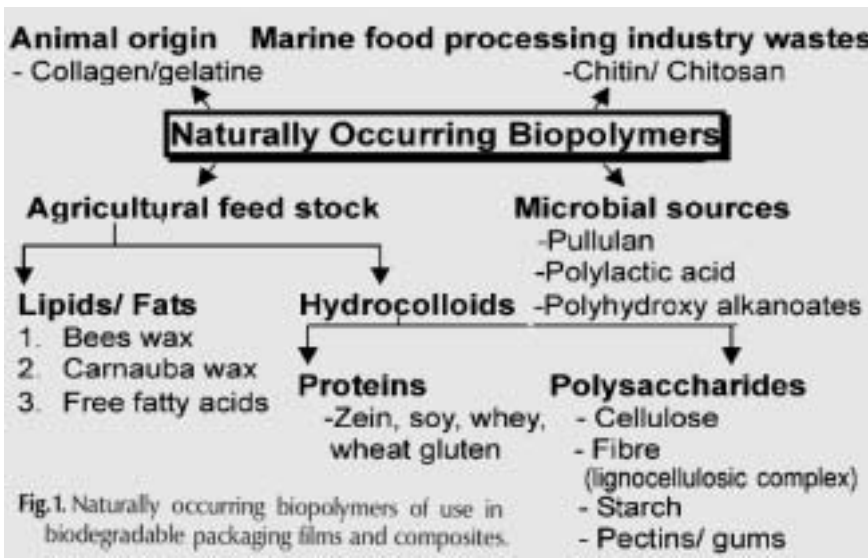 Animal origin Marine food processing industry wastes
- Collagen/gelatine -Chitin/ Chitosan
Naturally Occurring Biopolymers
Agricultural feed stock Microbial sources
-Pullulan
-Polylactic acid
-Polyhydroxy alkanoates
Lipids/ Fats
1. Bees wax
2. Carnauba wax
3. Free fatty acids
Hydrocolloids
Proteins
-Zein, soy, whey,
wheat gluten
Polysaccharides
- Cellulose
- Fibre
(lignocellulosic complex)
- Starch
- Pectins/ gums
Fig.1. Naturally occurring biopolymers of use in
biodegradable packaging films and composites.